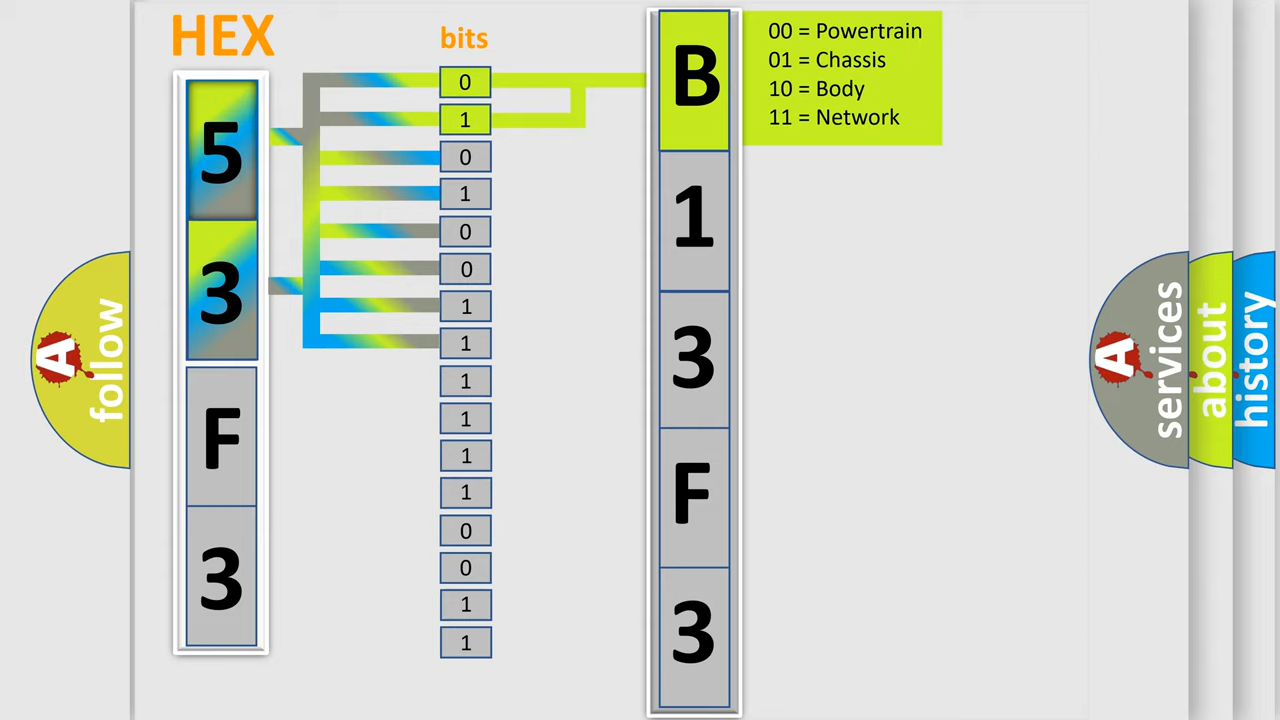 HEX
bits
5
3
F
3
0
1
0
1
0
0
1
1
1
1
1
1
0
0
1
1
B
1
3
F
3
00 = Powertrain
01 = Chassis
10 = Body
11 = Network
A
follow
A
services
about
history